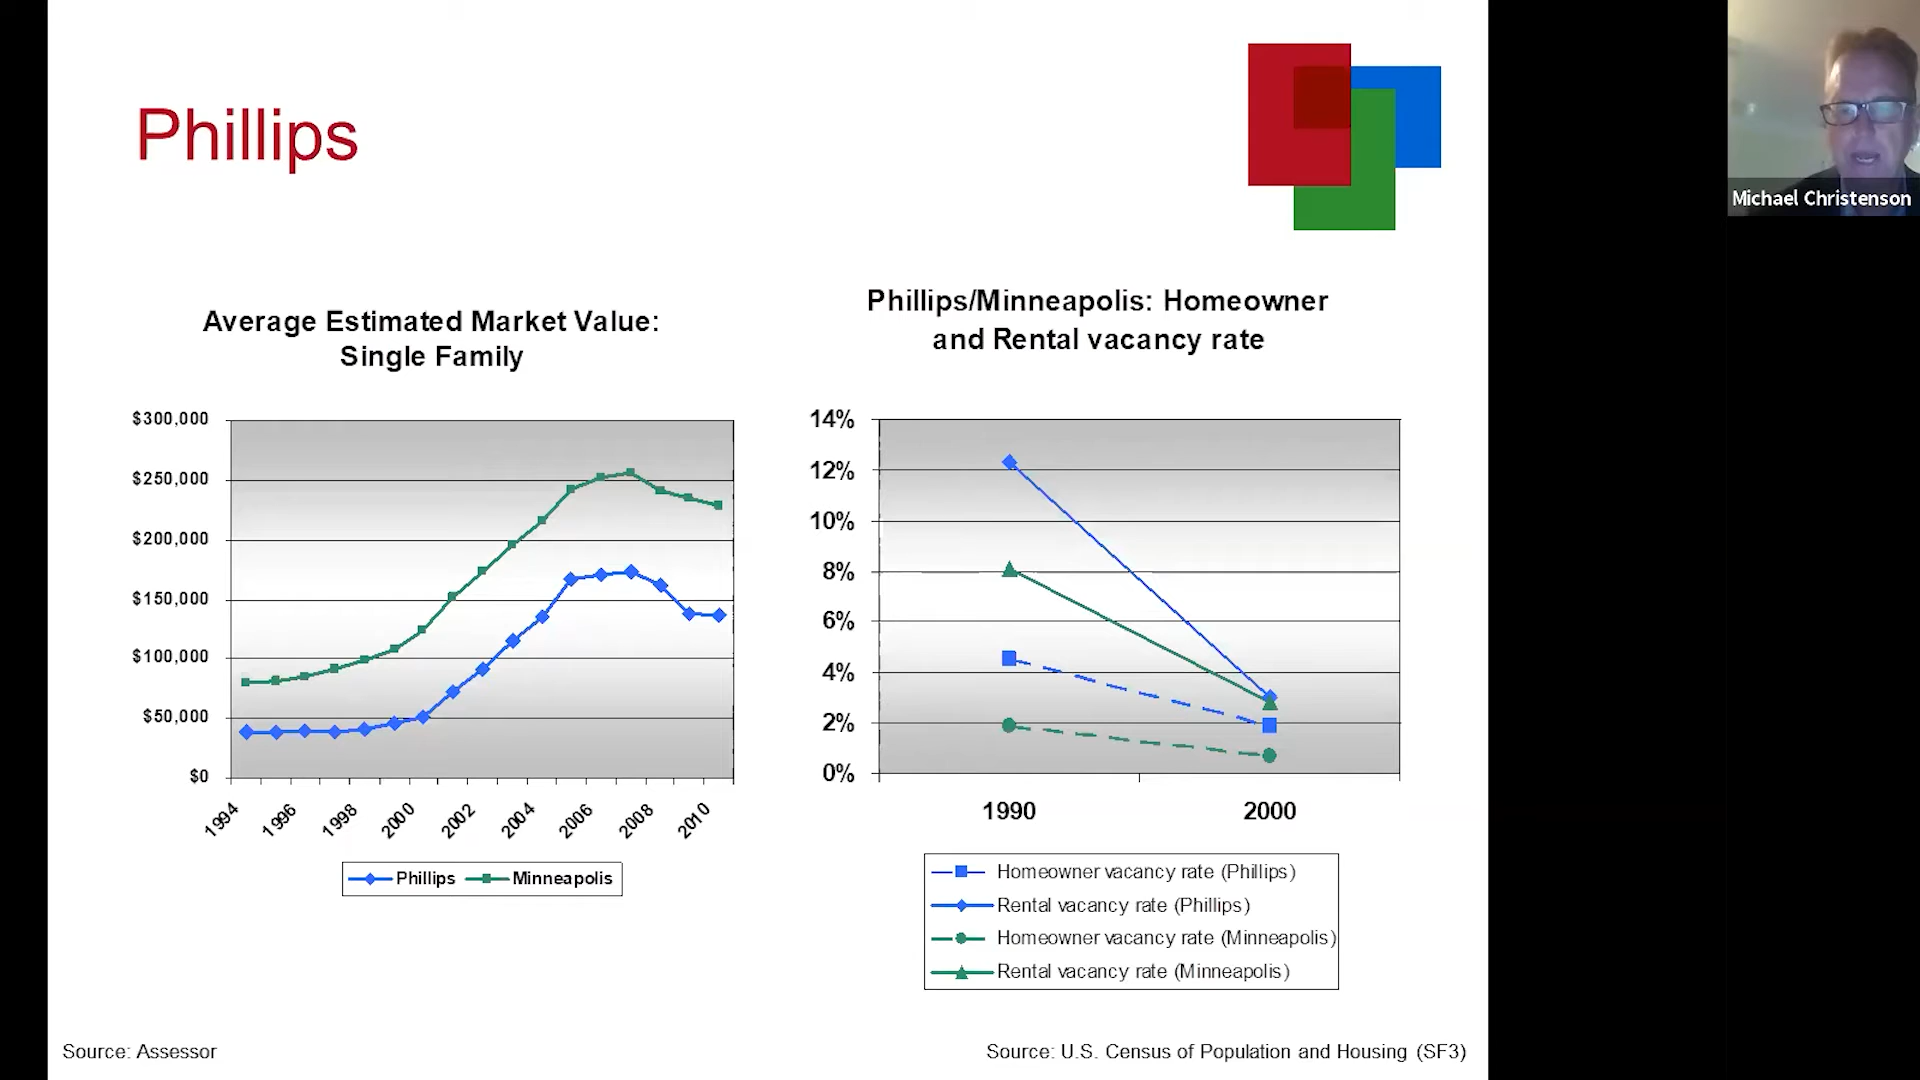 Phillips
Michael Christenson
Average Estimated Market Value:
Single Family
$300,000
$250,000
$200,000
$150,000
$100,000
$50,000
$0
1994
1996
1998
2000
2002
2004
2006
2008
2010
Phillips
Minneapolis
Phillips/Minneapolis: Homeowner
and Rental vacancy rate
14%
12%
10%
8%
6%
4%
2%
0%
1990
2000
Homeowner vacancy rate (Phillips)
Rental vacancy rate (Phillips)
Homeowner vacancy rate (Minneapolis)
Rental vacancy rate (Minneapolis)
Source: Assessor
Source: U.S. Census of Population and Housing (SF3)